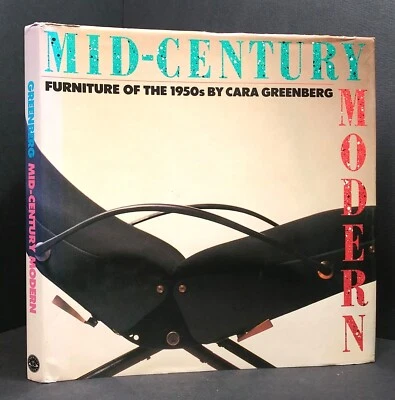 MID-CENTURY
MODERN
FURNITURE OF THE 1950s BY CARA GREENBERG
GREENBERG MID-CENTURY MODERN